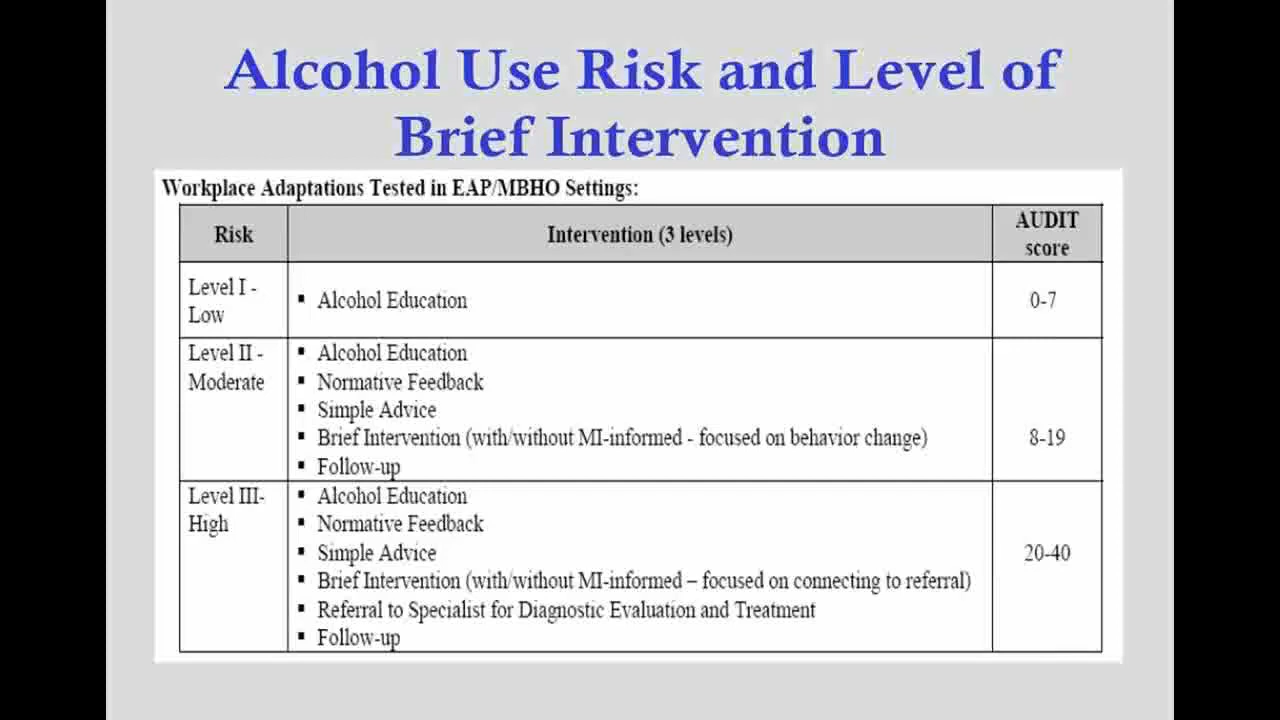 Alcohol Use Risk and Level of
Brief Intervention
Workplace Adaptations Tested in EAP/MBHO Settings:
Risk
Intervention (3 levels)
AUDIT
score
Level I -
Low
▪ Alcohol Education
0-7
Level II -
Moderate
▪ Alcohol Education
▪ Normative Feedback
▪ Simple Advice
▪ Brief Intervention (with/without MI-informed - focused on behavior change)
▪ Follow-up
8-19
Level III-
High
▪ Alcohol Education
▪ Normative Feedback
▪ Simple Advice
▪ Brief Intervention (with/without MI-informed – focused on connecting to referral)
▪ Referral to Specialist for Diagnostic Evaluation and Treatment
▪ Follow-up
20-40